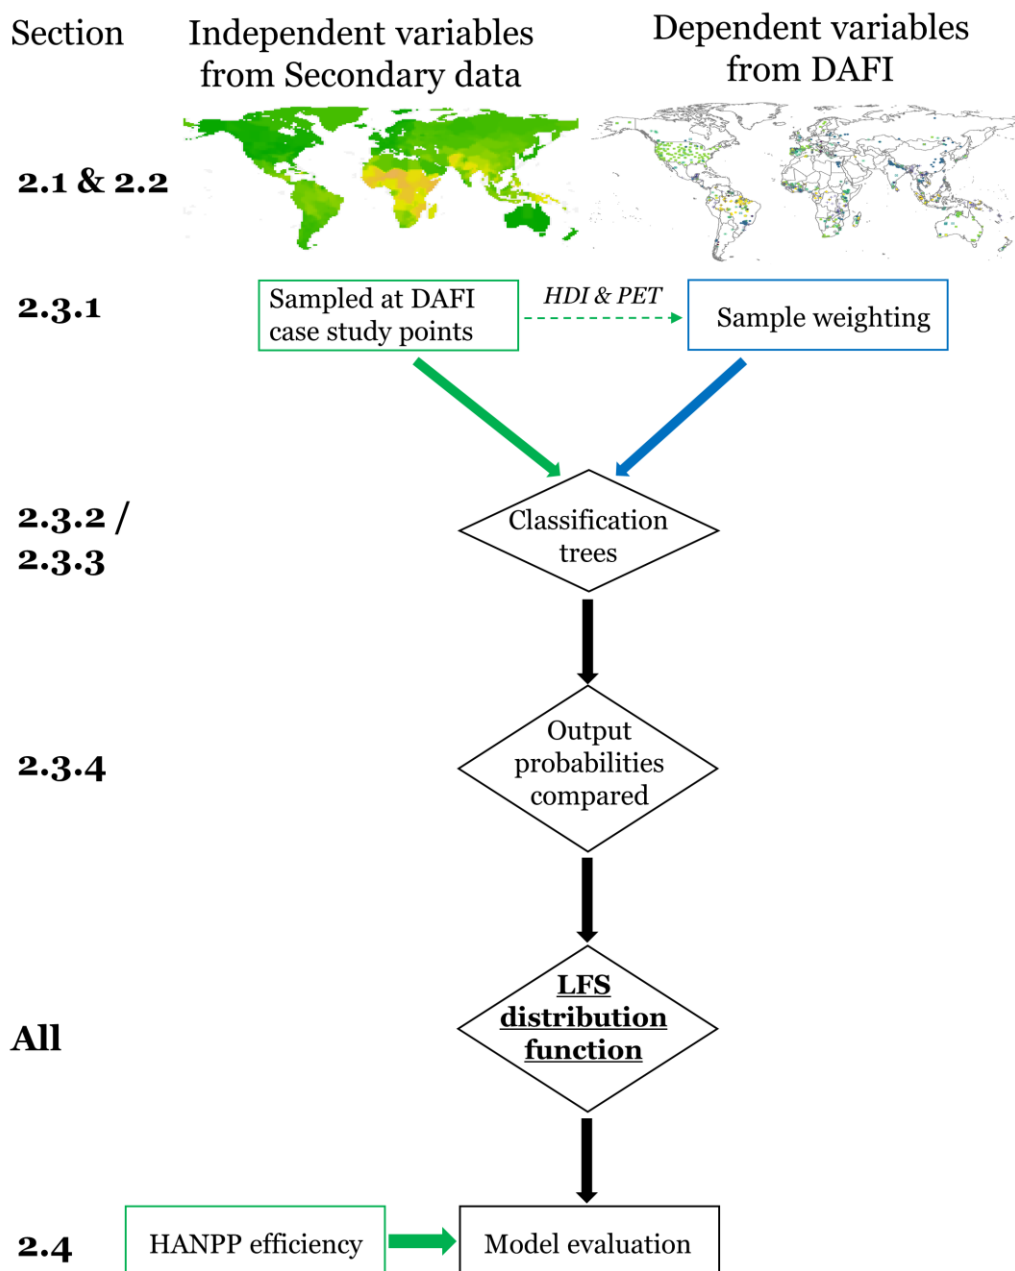 Section
Independent variables
from Secondary data
Dependent variables
from DAFI
2.1 & 2.2
2.3.1
Sampled at DAFI
case study points
HDI & PET
Sample weighting
2.3.2 /
2.3.3
Classification
trees
2.3.4
Output
probabilities
compared
All
LFS
distribution
function
2.4
HANPP efficiency
Model evaluation